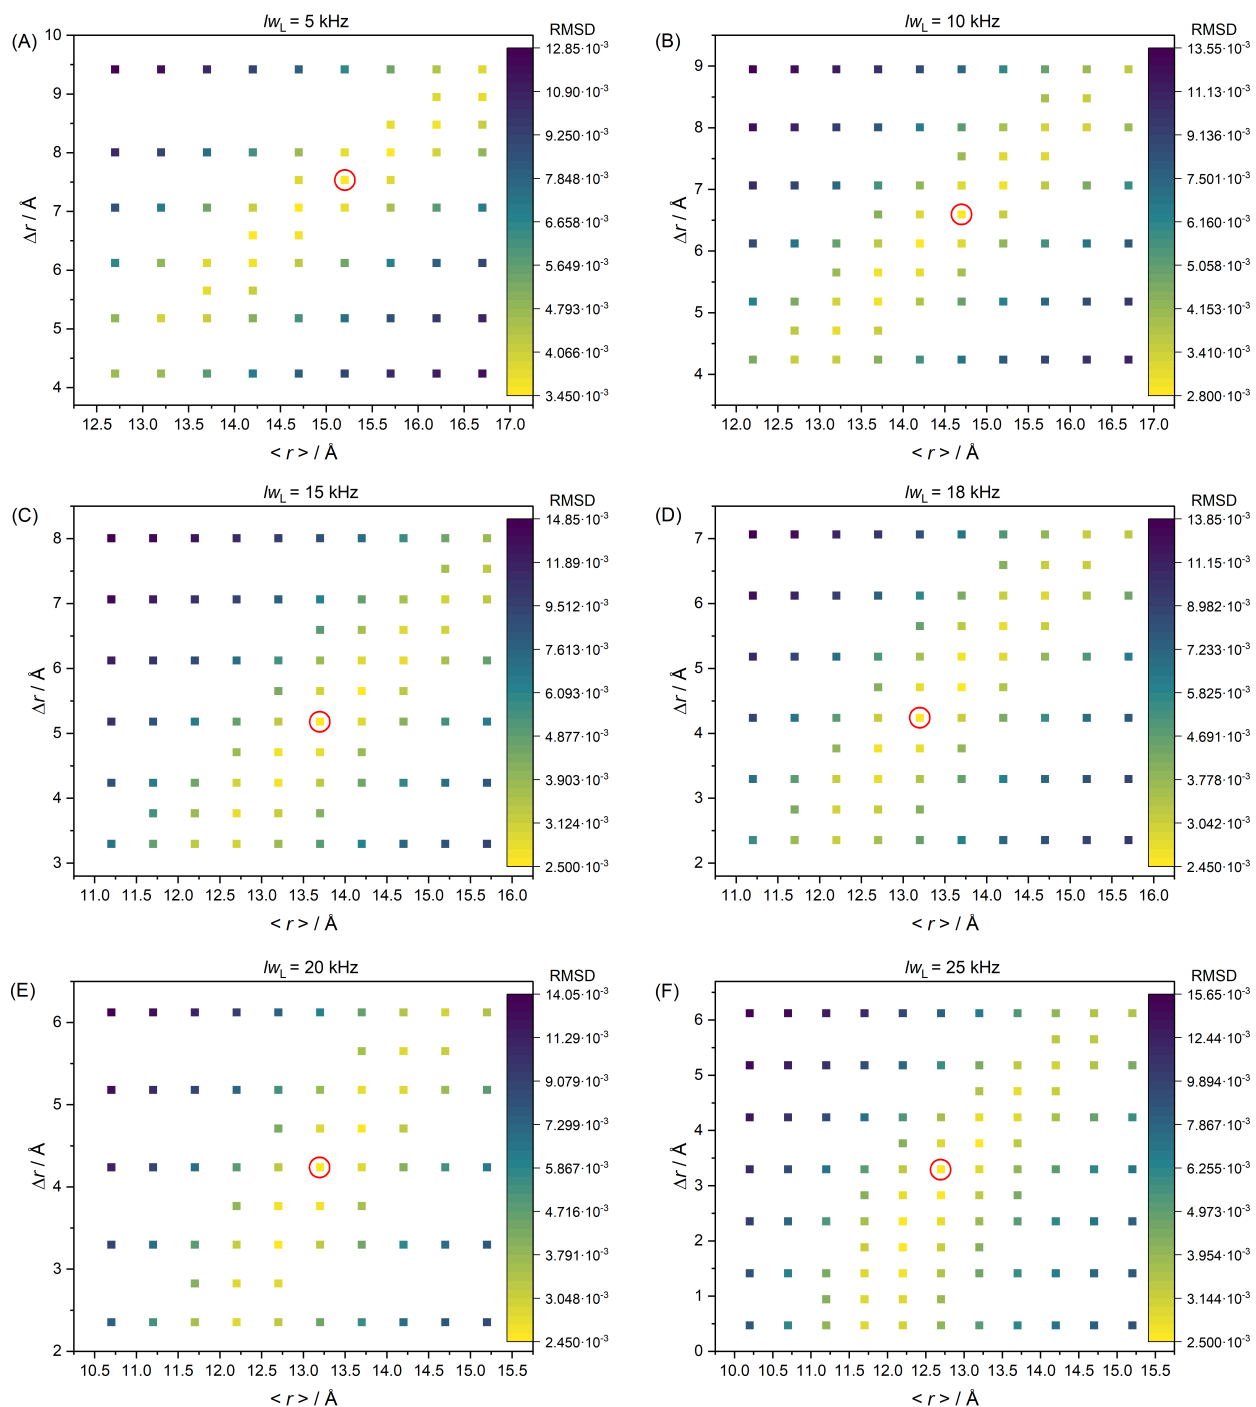 (A)
lw_L = 5 kHz
RMSD
10
9
8
7
6
5
4
Δr / Å
12.5 13.0 13.5 14.0 14.5 15.0 15.5 16.0 16.5 17.0
< r > / Å
12.85·10⁻³
10.90·10⁻³
9.250·10⁻³
7.848·10⁻³
6.658·10⁻³
5.649·10⁻³
4.793·10⁻³
4.066·10⁻³
3.450·10⁻³
(B)
lw_L = 10 kHz
RMSD
9
8
7
6
5
4
Δr / Å
12.0 12.5 13.0 13.5 14.0 14.5 15.0 15.5 16.0 16.5 17.0
< r > / Å
13.55·10⁻³
11.13·10⁻³
9.136·10⁻³
7.501·10⁻³
6.160·10⁻³
5.058·10⁻³
4.153·10⁻³
3.410·10⁻³
2.800·10⁻³
(C)
lw_L = 15 kHz
RMSD
8
7
6
5
4
3
Δr / Å
11.0 11.5 12.0 12.5 13.0 13.5 14.0 14.5 15.0 15.5 16.0
< r > / Å
14.85·10⁻³
11.89·10⁻³
9.512·10⁻³
7.613·10⁻³
6.093·10⁻³
4.877·10⁻³
3.903·10⁻³
3.124·10⁻³
2.500·10⁻³
(D)
lw_L = 18 kHz
RMSD
7
6
5
4
3
2
Δr / Å
11.0 11.5 12.0 12.5 13.0 13.5 14.0 14.5 15.0 15.5 16.0
< r > / Å
13.85·10⁻³
11.15·10⁻³
8.982·10⁻³
7.233·10⁻³
5.825·10⁻³
4.691·10⁻³
3.778·10⁻³
3.042·10⁻³
2.450·10⁻³
(E)
lw_L = 20 kHz
RMSD
6
5
4
3
2
Δr / Å
10.5 11.0 11.5 12.0 12.5 13.0 13.5 14.0 14.5 15.0 15.5
< r > / Å
14.05·10⁻³
11.29·10⁻³
9.079·10⁻³
7.299·10⁻³
5.867·10⁻³
4.716·10⁻³
3.791·10⁻³
3.048·10⁻³
2.450·10⁻³
(F)
lw_L = 25 kHz
RMSD
6
5
4
3
2
1
0
Δr / Å
10.0 10.5 11.0 11.5 12.0 12.5 13.0 13.5 14.0 14.5 15.0 15.5
< r > / Å
15.65·10⁻³
12.44·10⁻³
9.894·10⁻³
7.867·10⁻³
6.255·10⁻³
4.973·10⁻³
3.954·10⁻³
3.144·10⁻³
2.500·10⁻³